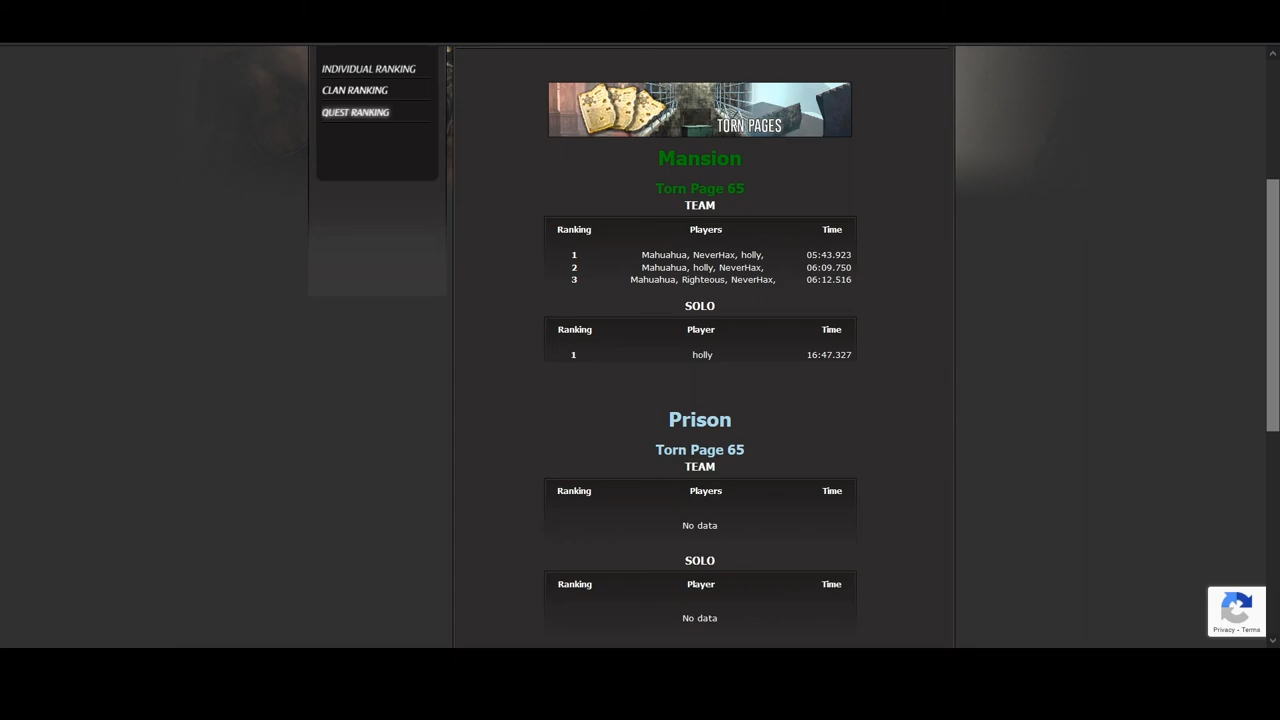 INDIVIDUAL RANKING
CLAN RANKING
QUEST RANKING
TORN PAGES
Mansion
Torn Page 65
TEAM
Ranking Players Time
1 Mahuahua, NeverHax, holly, 05:43.923
2 Mahuahua, holly, NeverHax, 06:09.750
3 Mahuahua, Righteous, NeverHax, 06:12.516
SOLO
Ranking Player Time
1 holly 16:47.327
Prison
Torn Page 65
TEAM
Ranking Players Time
No data
SOLO
Ranking Player Time
No data
Privacy - Terms